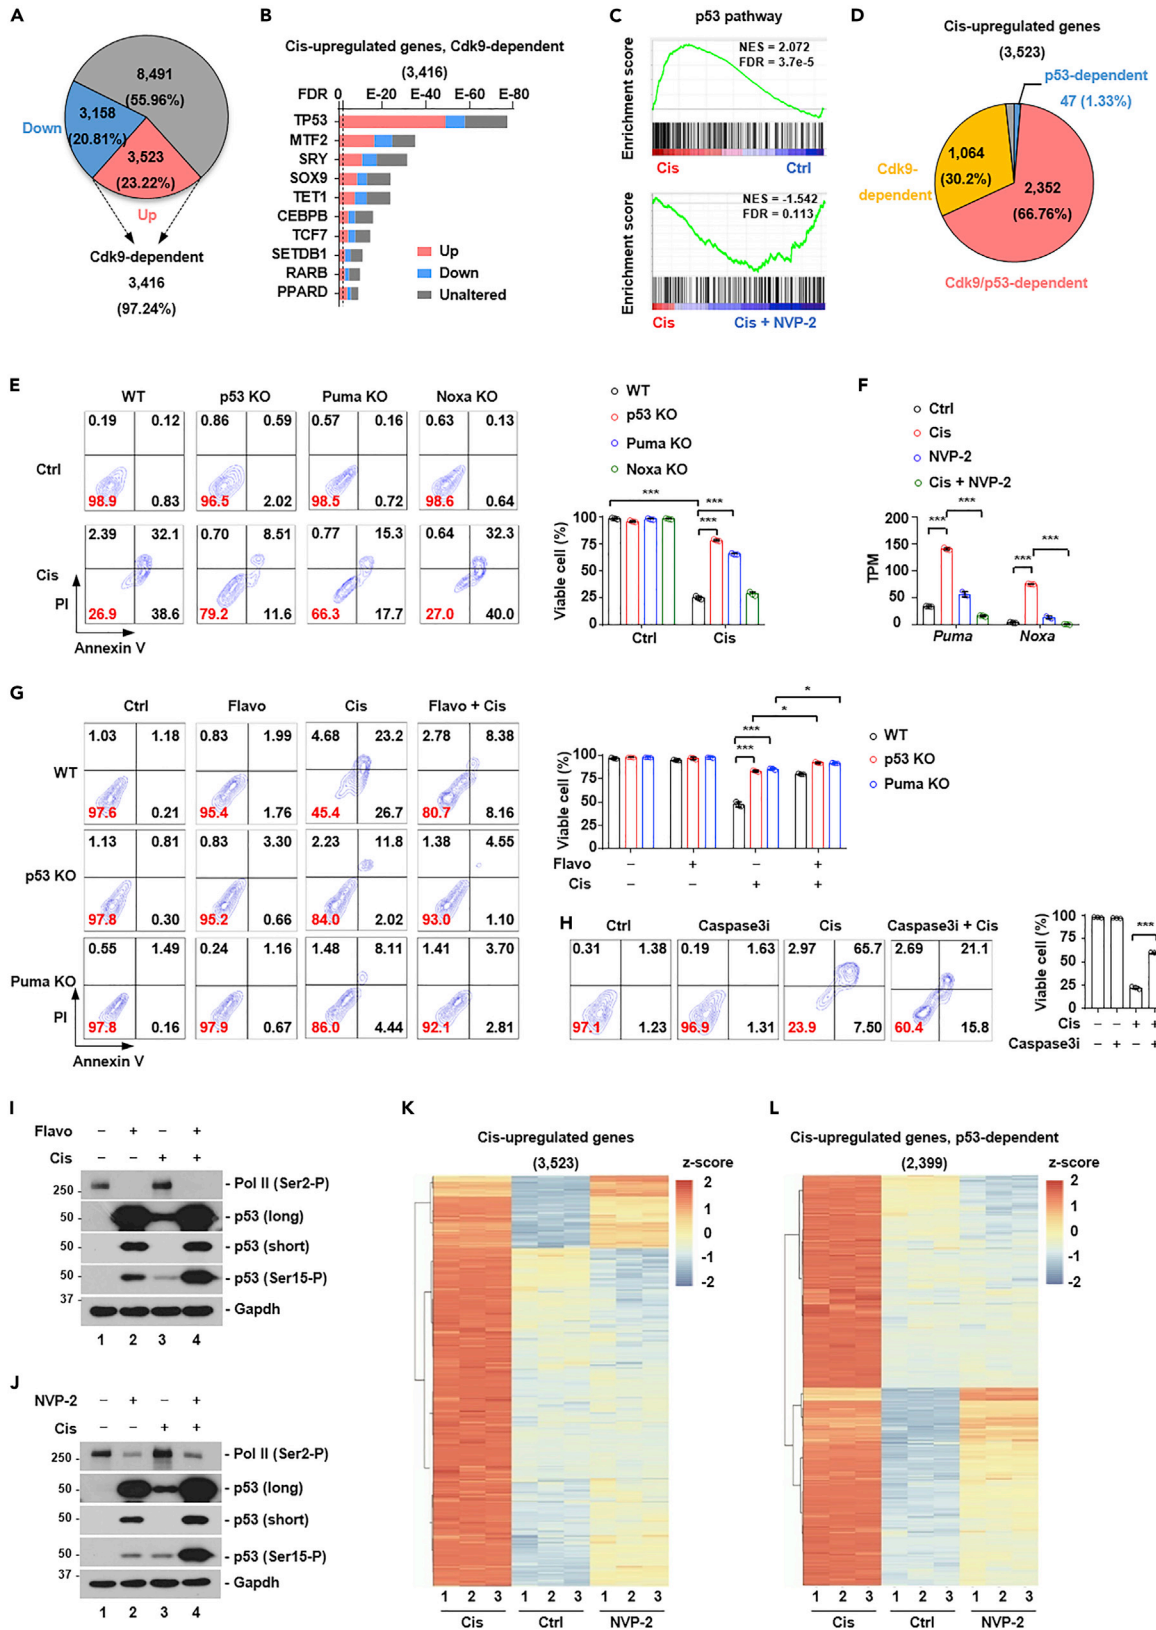 A
8,491
(55.96%)
3,158
(20.81%)
Down
3,523
(23.22%)
Up
Cdk9-dependent
3,416
(97.24%)
B
Cis-upregulated genes, Cdk9-dependent
(3,416)
FDR 0 E-20 E-40 E-60 E-80
TP53
MTF2
SRY
SOX9
TET1
CEBPB
TCF7
SETDB1
RARB
PPARD
Up
Down
Unaltered
C
p53 pathway
Enrichment score
NES = 2.072
FDR = 3.7e-5
Cis Ctrl
Enrichment score
NES = -1.542
FDR = 0.113
Cis Cis + NVP-2
D
Cis-upregulated genes
(3,523)
p53-dependent
47 (1.33%)
1,064
(30.2%)
Cdk9-
dependent
2,352
(66.76%)
Cdk9/p53-dependent
E
WT p53 KO Puma KO Noxa KO
0.19 0.12 0.86 0.59 0.57 0.16 0.63 0.13
Ctrl
98.9 0.83 96.5 2.02 98.5 0.72 98.6 0.64
2.39 32.1 0.70 8.51 0.77 15.3 0.64 32.3
Cis
26.9 38.6 79.2 11.6 66.3 17.7 27.0 40.0
PI
Annexin V
WT
p53 KO
Puma KO
Noxa KO
Viable cell (%)
100
75
50
25
0
*** *** ***
Ctrl Cis
F
Ctrl
Cis
NVP-2
Cis + NVP-2
TPM
200
150
100
50
0
*** *** *** ***
Puma Noxa
G
Ctrl Flavo Cis Flavo + Cis
1.03 1.18 0.83 1.99 4.68 23.2 2.78 8.38
WT
97.6 0.21 95.4 1.76 45.4 26.7 80.7 8.16
1.13 0.81 0.83 3.30 2.23 11.8 1.38 4.55
p53 KO
97.8 0.30 95.2 0.66 84.0 2.02 93.0 1.10
0.55 1.49 0.24 1.16 1.48 8.11 1.41 3.70
Puma KO
97.8 0.16 97.9 0.67 86.0 4.44 92.1 2.81
PI
Annexin V
Viable cell (%)
100
75
50
25
0
*** *** * *
WT
p53 KO
Puma KO
Flavo – + – +
Cis – – + +
H
Ctrl Caspase3i Cis Caspase3i + Cis
0.31 1.38 0.19 1.63 2.97 65.7 2.69 21.1
97.1 1.23 96.9 1.31 23.9 7.50 60.4 15.8
Viable cell (%)
100
75
50
25
0
***
Cis – – + +
Caspase3i – + – +
I
Flavo – + – +
Cis – – + +
250 - - Pol II (Ser2-P)
50 - - p53 (long)
50 - - p53 (short)
50 - - p53 (Ser15-P)
37 -
- Gapdh
1 2 3 4
J
NVP-2 – + – +
Cis – – + +
250 - - Pol II (Ser2-P)
50 - - p53 (long)
50 - - p53 (short)
50 - - p53 (Ser15-P)
37 -
- Gapdh
1 2 3 4
K
Cis-upregulated genes
(3,523)
z-score
2
1
0
-1
-2
1 2 3 1 2 3 1 2 3
Cis Ctrl NVP-2
L
Cis-upregulated genes, p53-dependent
(2,399)
z-score
2
1
0
-1
-2
1 2 3 1 2 3 1 2 3
Cis Ctrl NVP-2